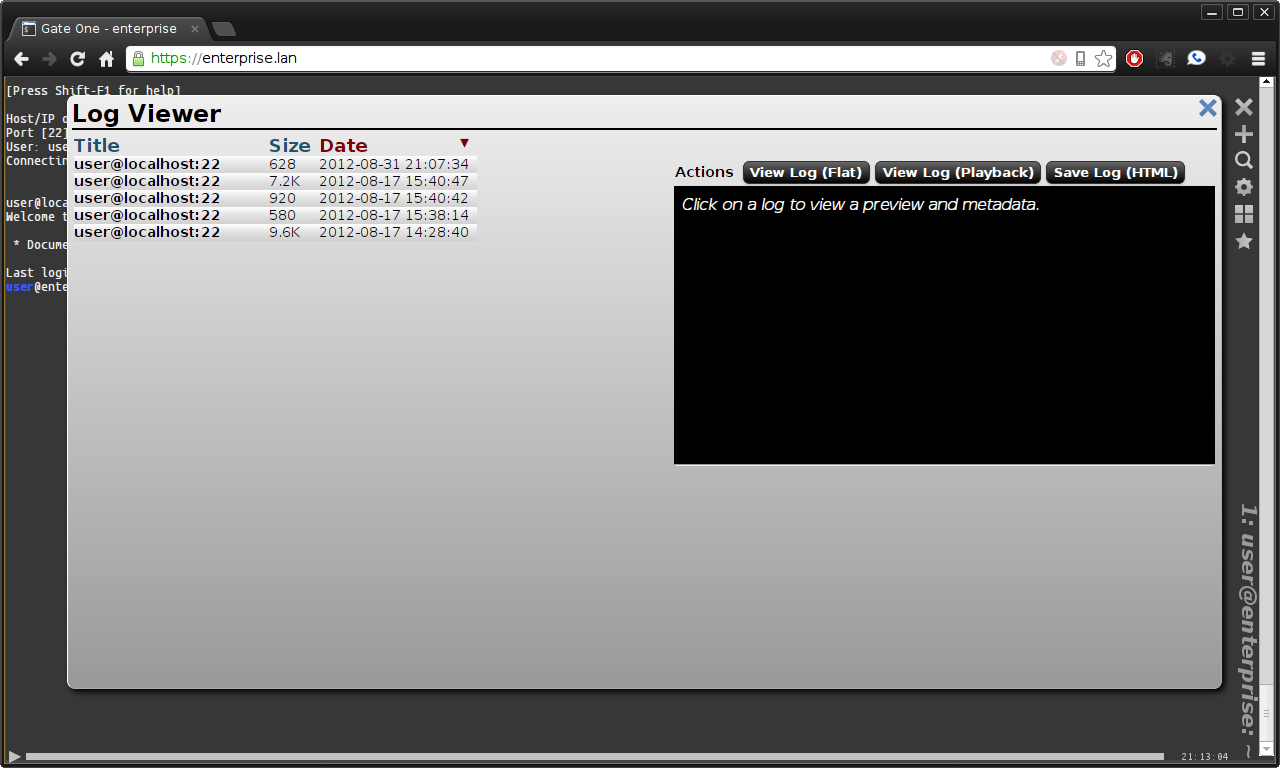 Gate One - enterprise
https://enterprise.lan
[Press Shift-F1 for help]
Log Viewer
Host/IP
Port [22]
User:
Title Size Date ▼
user@localhost:22 628 2012-08-31 21:07:34
user@localhost:22 7.2K 2012-08-17 15:40:47
user@localhost:22 920 2012-08-17 15:40:42
user@localhost:22 580 2012-08-17 15:38:14
user@localhost:22 9.6K 2012-08-17 14:28:40
Actions View Log (Flat) View Log (Playback) Save Log (HTML)
Click on a log to view a preview and metadata.
Connectin
user@loca
Welcome t
* Docume
Last logi
user@ente
1: user@enterprise: ~
21:13:04